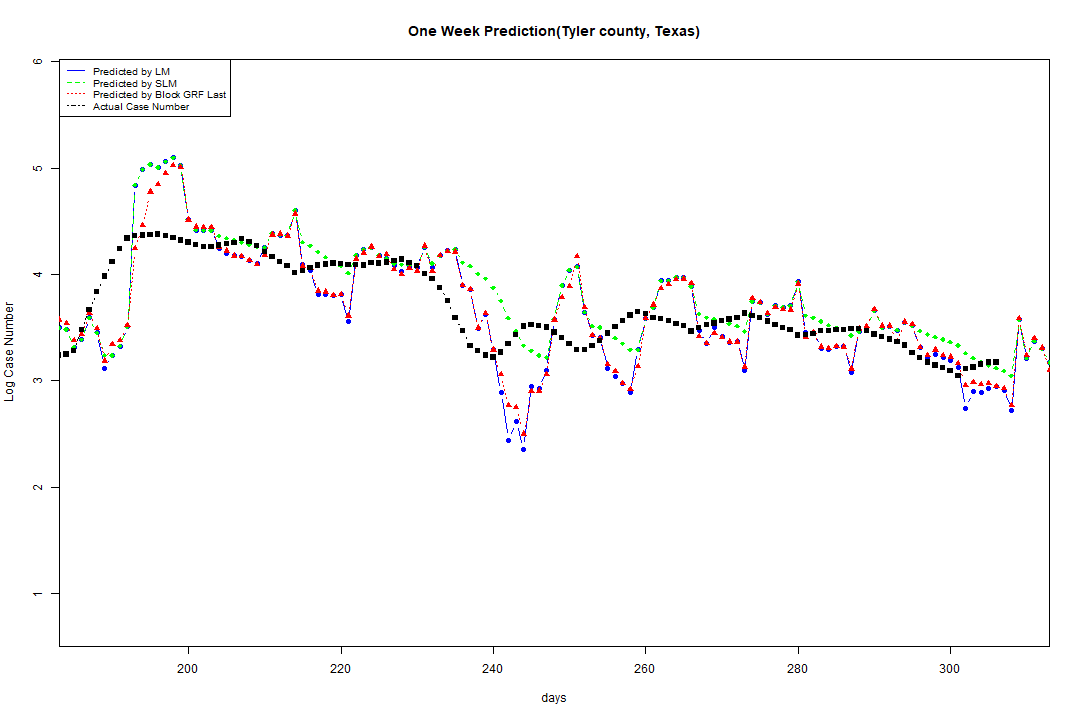 One Week Prediction(Tyler county, Texas)
Predicted by LM
Predicted by SLM
Predicted by Block GRF Last
Actual Case Number
6
5
4
3
2
1
Log Case Number
200 220 240 260 280 300
days